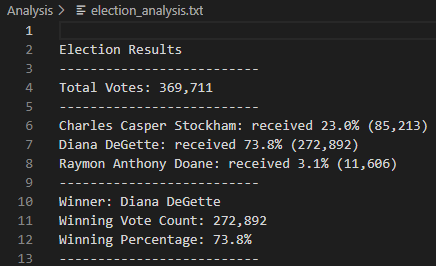 Analysis > election_analysis.txt
1
2 Election Results
3 -------------------------
4 Total Votes: 369,711
5 -------------------------
6 Charles Casper Stockham: received 23.0% (85,213)
7 Diana DeGette: received 73.8% (272,892)
8 Raymon Anthony Doane: received 3.1% (11,606)
9 -------------------------
10 Winner: Diana DeGette
11 Winning Vote Count: 272,892
12 Winning Percentage: 73.8%
13 -------------------------